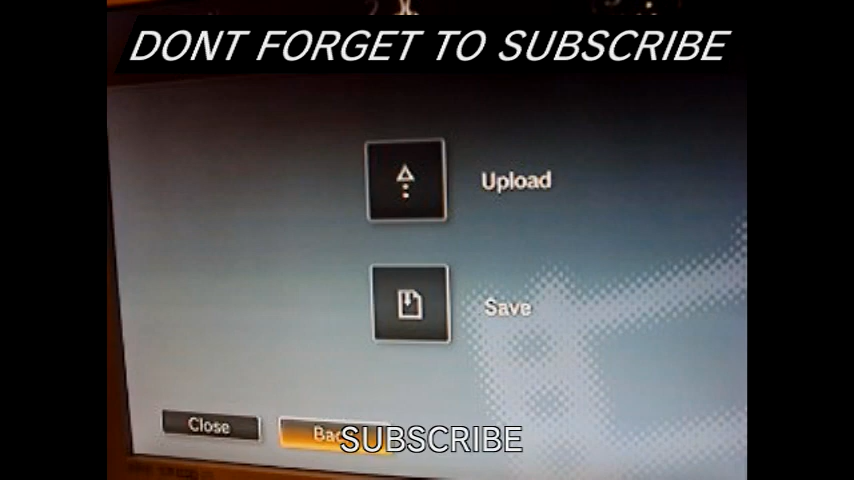 DONT FORGET TO SUBSCRIBE
Upload
Save
Close
SUBSCRIBE